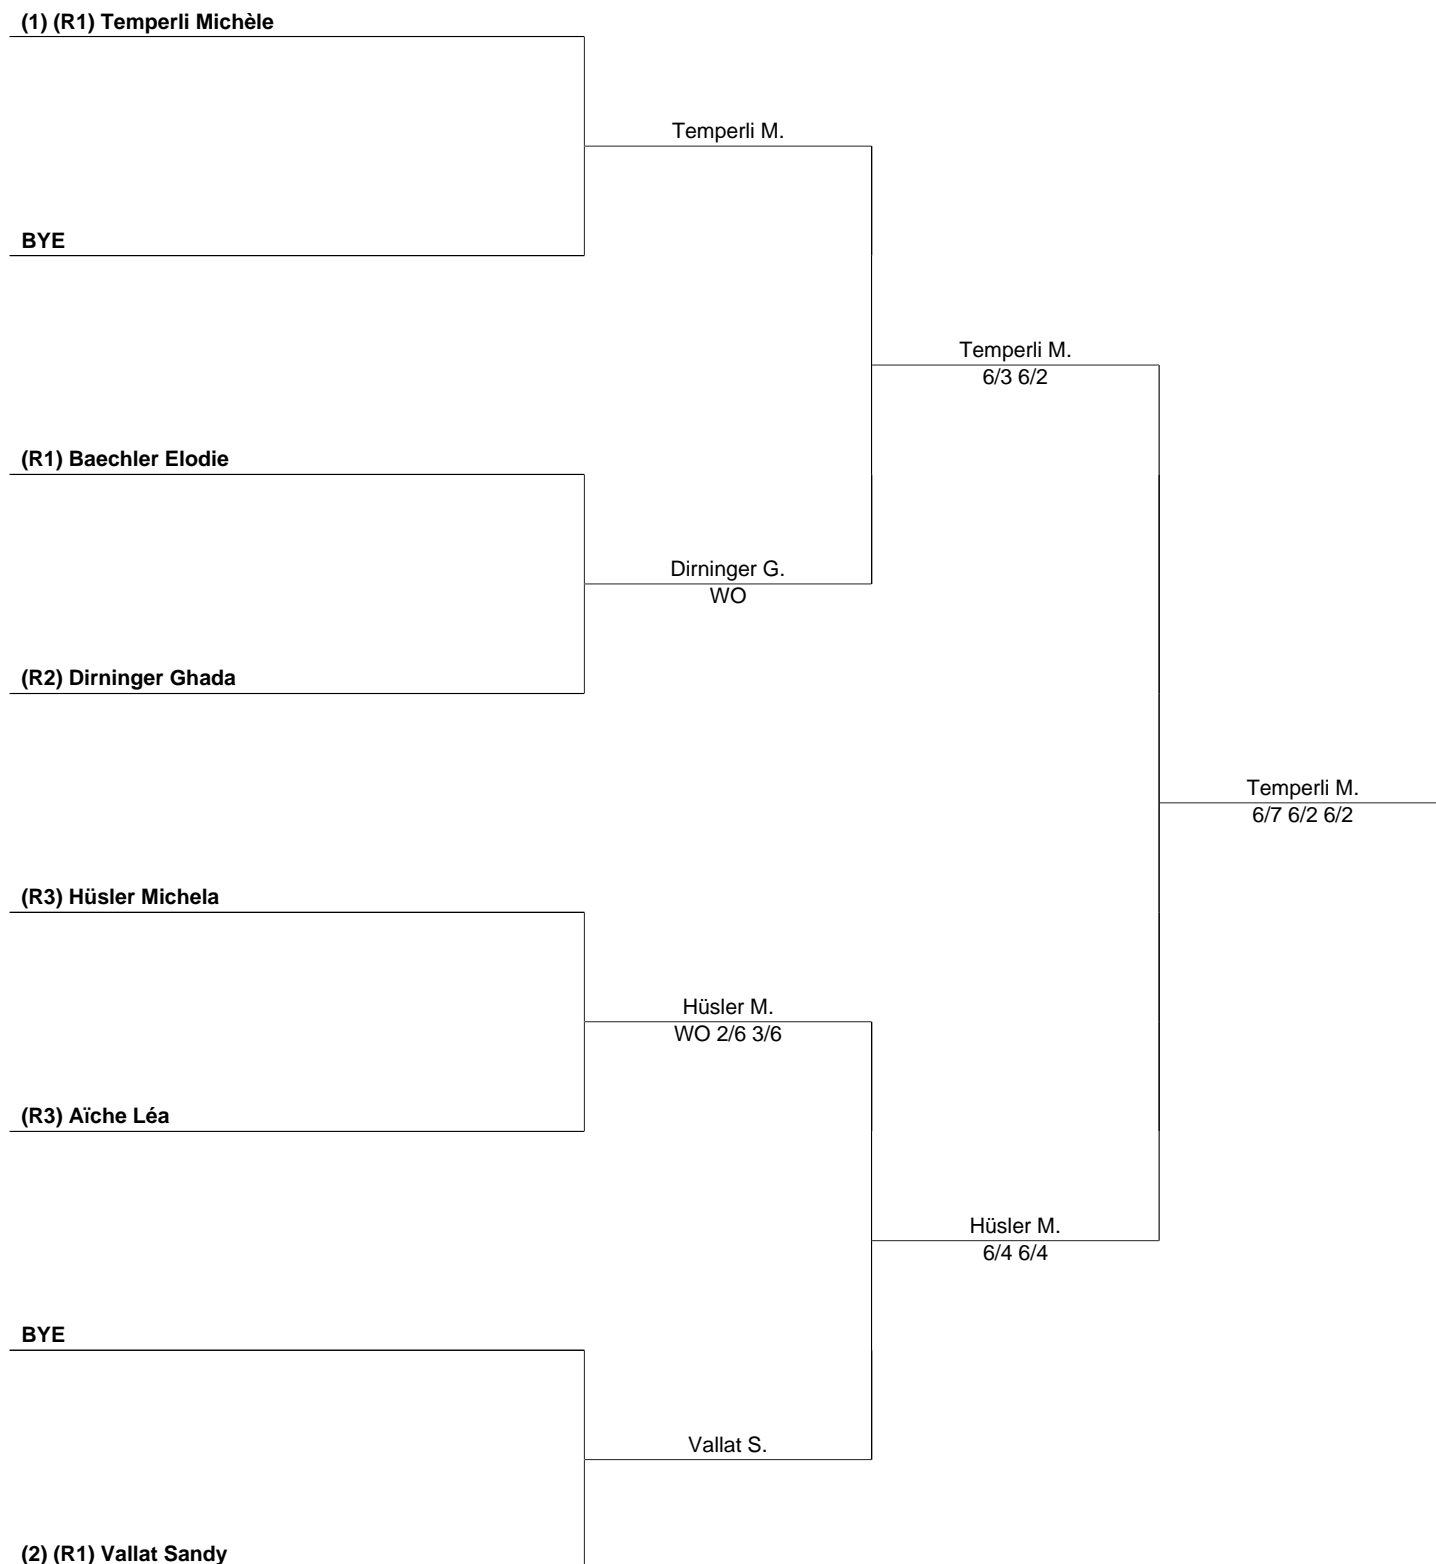 (1) (R1) Temperli Michèle
Temperli M.
BYE
Temperli M.
6/3 6/2
(R1) Baechler Elodie
Dirninger G.
WO
(R2) Dirninger Ghada
Temperli M.
6/7 6/2 6/2
(R3) Hüsler Michela
Hüsler M.
WO 2/6 3/6
(R3) Aïche Léa
Hüsler M.
6/4 6/4
BYE
Vallat S.
(2) (R1) Vallat Sandy